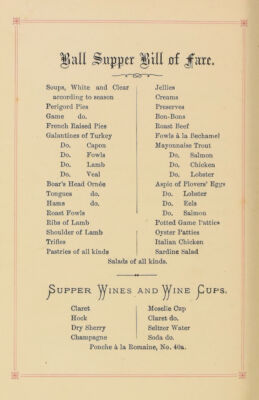 Ball Supper Bill of Fare.
Soups, White and Clear
according to season
Perigord Pies
Game do.
French Raised Pies
Galantines of Turkey
Do. Capon
Do. Fowls
Do. Lamb
Do. Veal
Boar's Head Ornée
Tongues do.
Hams do.
Roast Fowls
Ribs of Lamb
Shoulder of Lamb
Trifles
Pastries of all kinds
Jellies
Creams
Preserves
Bon-Bons
Roast Beef
Fowls à la Bechamel
Mayonnaise Trout
Do. Salmon
Do. Chicken
Do. Lobster
Aspic of Plovers' Eggs
Do. Lobster
Do. Eels
Do. Salmon
Potted Game Patties
Oyster Patties
Italian Chicken
Sardine Salad
Salads of all kinds.
Supper Wines and Wine Cups.
Claret
Hock
Dry Sherry
Champagne
Moselle Cup
Claret do.
Seltzer Water
Soda do.
Ponche à la Romaine, No. 40a.